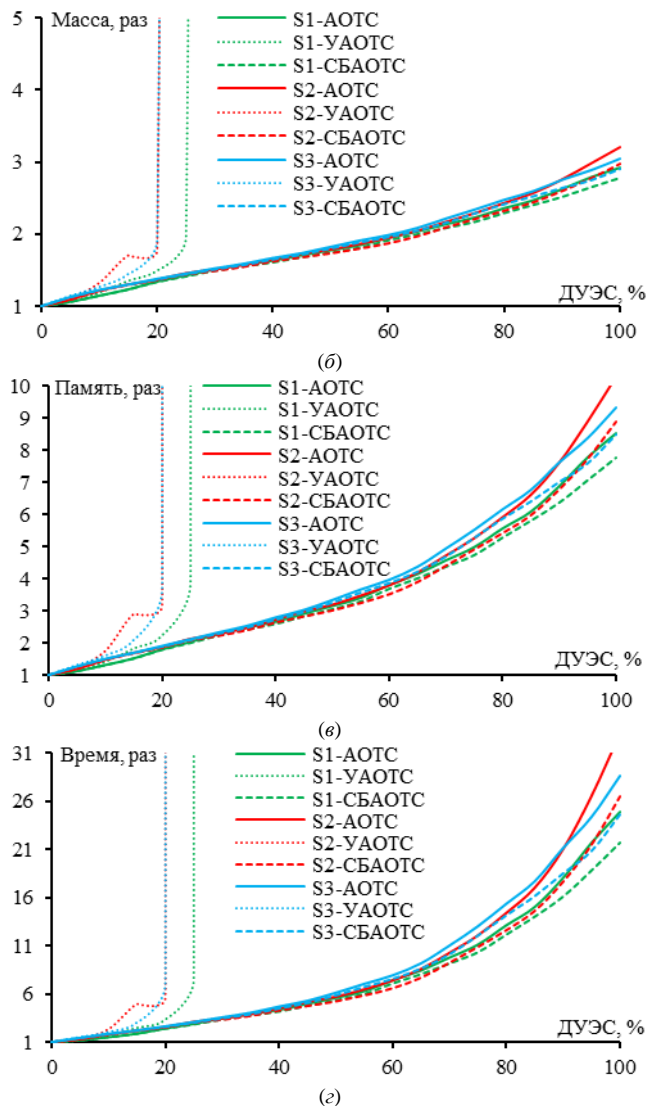 Масса, раз
5
4
3
2
1
S1-АОТС
S1-УАОТС
S1-СБАОТС
S2-АОТС
S2-УАОТС
S2-СБАОТС
S3-АОТС
S3-УАОТС
S3-СБАОТС
ДУЭС, %
0 20 40 60 80 100
(б)
Память, раз
10
9
8
7
6
5
4
3
2
1
S1-АОТС
S1-УАОТС
S1-СБАОТС
S2-АОТС
S2-УАОТС
S2-СБАОТС
S3-АОТС
S3-УАОТС
S3-СБАОТС
ДУЭС, %
0 20 40 60 80 100
(в)
Время, раз
31
26
21
16
11
6
1
S1-АОТС
S1-УАОТС
S1-СБАОТС
S2-АОТС
S2-УАОТС
S2-СБАОТС
S3-АОТС
S3-УАОТС
S3-СБАОТС
ДУЭС, %
0 20 40 60 80 100
(г)